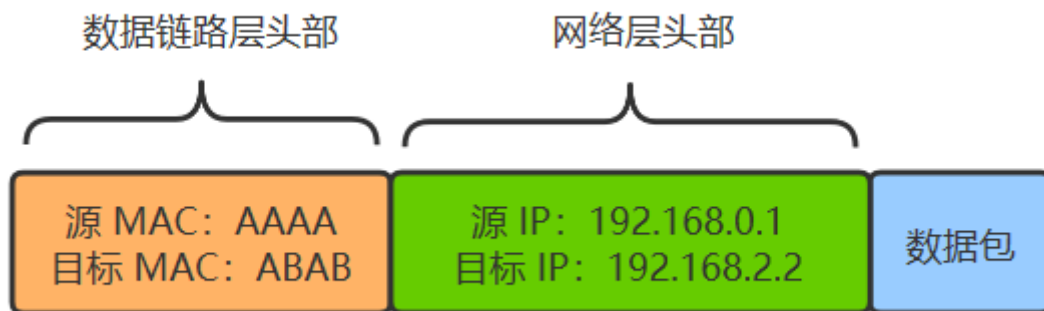 数据链路层头部
网络层头部
源 MAC：AAAA
目标 MAC：ABAB
源 IP：192.168.0.1
目标 IP：192.168.2.2
数据包